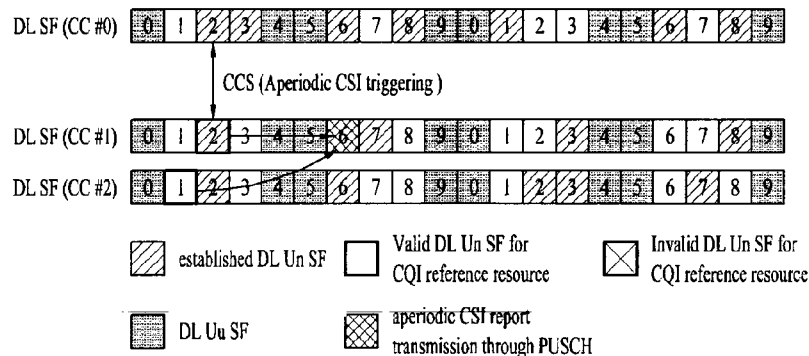 DL SF (CC #0) 0 1 2 3 4 5 6 7 8 9 0 1 2 3 4 5 6 7 8 9
CCS (Aperiodic CSI triggering )
DL SF (CC #1) 0 1 2 3 4 5 6 7 8 9 0 1 2 3 4 5 6 7 8 9
DL SF (CC #2) 0 1 2 3 4 5 6 7 8 9 0 1 2 3 4 5 6 7 8 9
established DL Un SF
Valid DL Un SF for
CQI reference resource
Invalid DL Un SF for
CQI reference resource
DL Uu SF
aperiodic CSI report
transmission through PUSCH